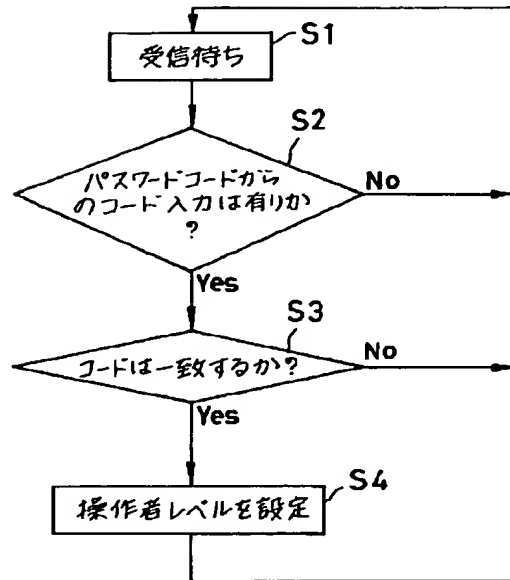 受信待ち
S1
S2
パスワードコードから
のコード入力は有りか
?
No
Yes
S3
コードは一致するか?
No
Yes
S4
操作者レベルを設定